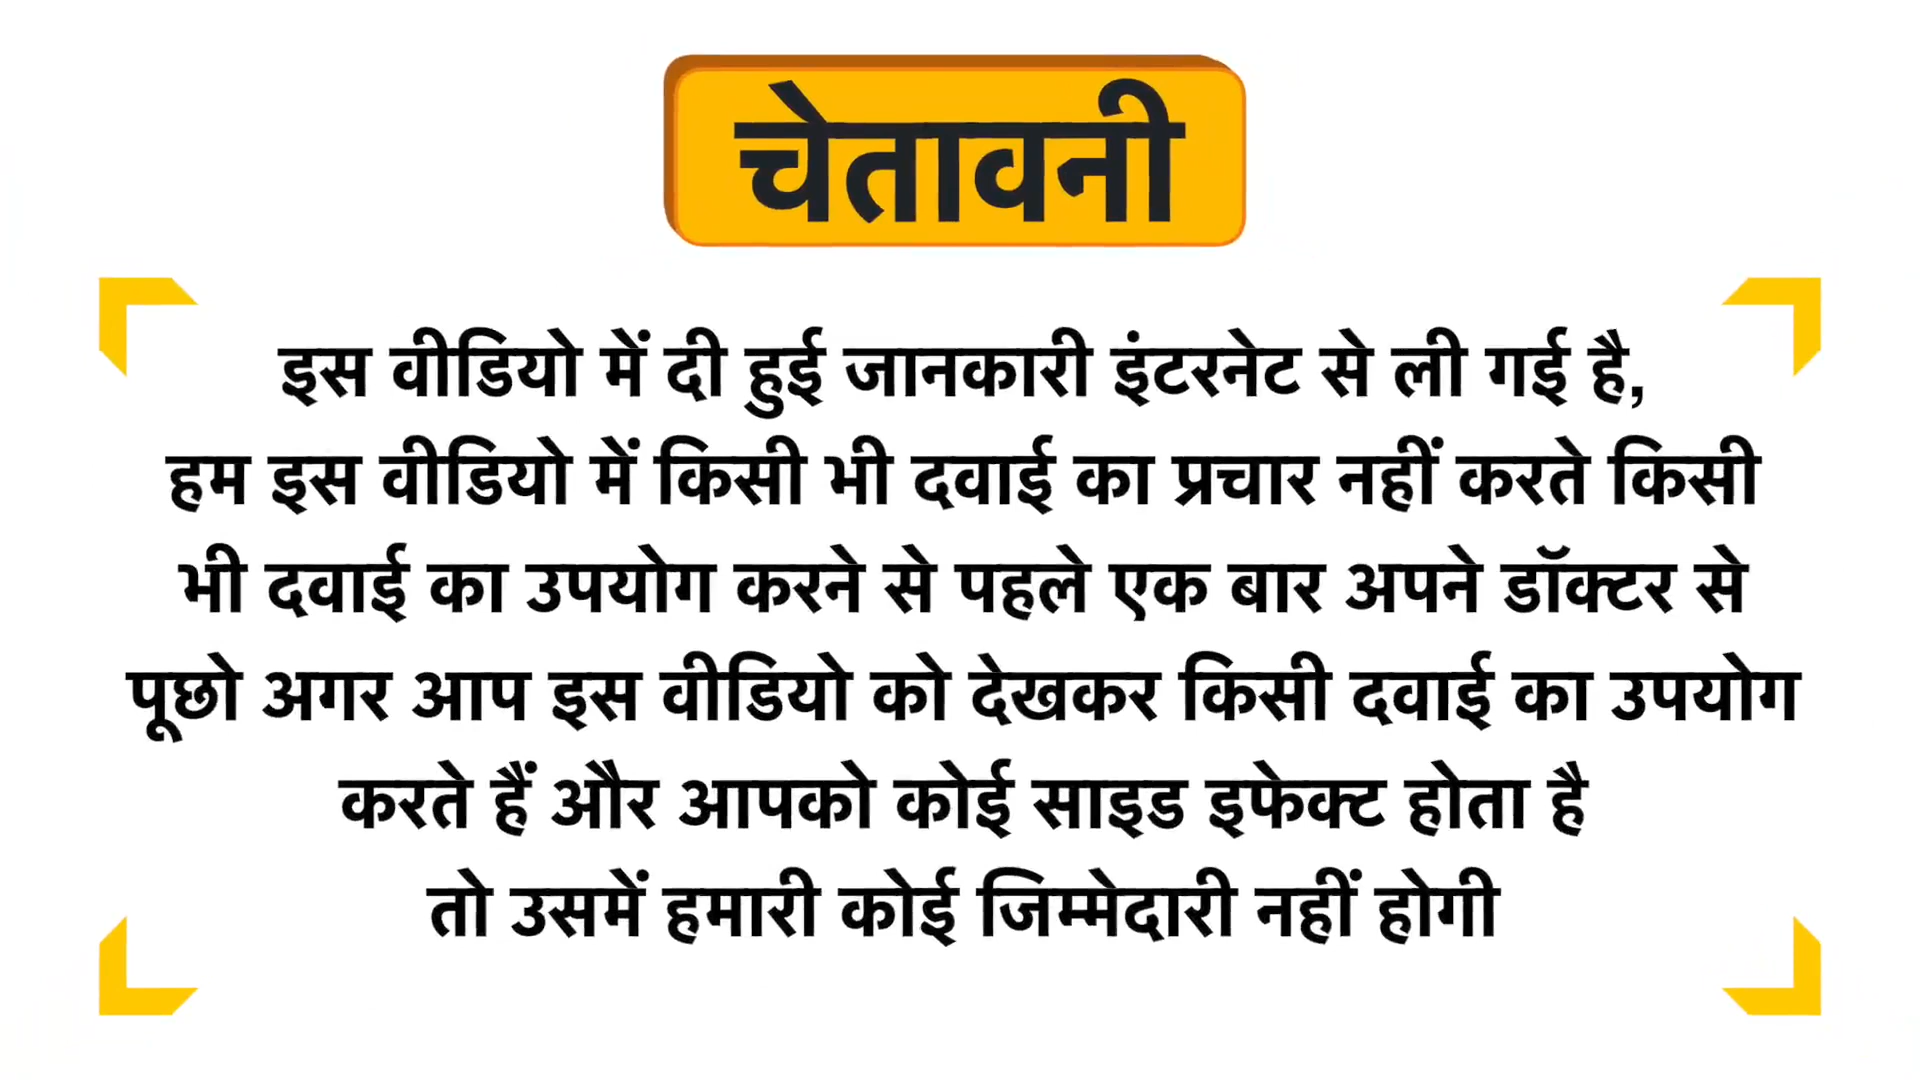 चेतावनी
इस वीडियो में दी हुई जानकारी इंटरनेट से ली गई है,
हम इस वीडियो में किसी भी दवाई का प्रचार नहीं करते किसी
भी दवाई का उपयोग करने से पहले एक बार अपने डॉक्टर से
पूछो अगर आप इस वीडियो को देखकर किसी दवाई का उपयोग
करते हैं और आपको कोई साइड इफेक्ट होता है
तो उसमें हमारी कोई जिम्मेदारी नहीं होगी